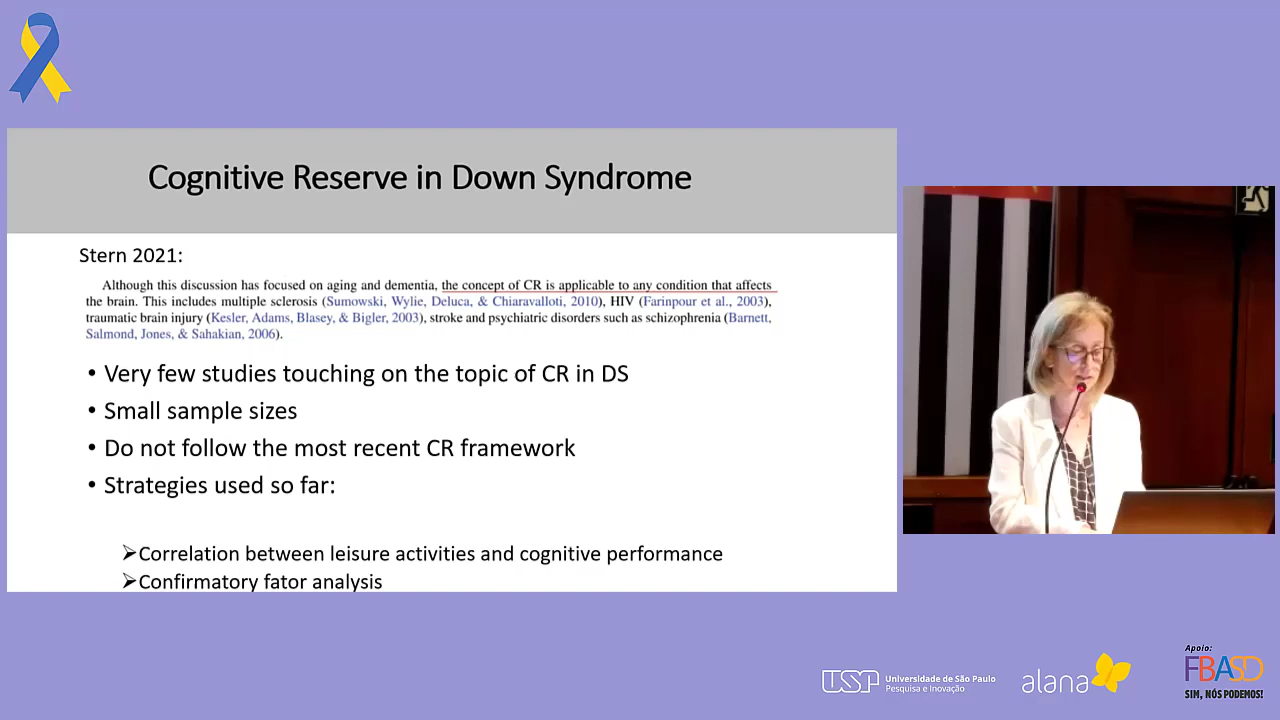 Cognitive Reserve in Down Syndrome
Stern 2021:
Although this discussion has focused on aging and dementia, the concept of CR is applicable to any condition that affects
the brain. This includes multiple sclerosis (Sumowski, Wylie, Deluca, & Chiaravalloti, 2010), HIV (Farinpour et al., 2003),
traumatic brain injury (Kesler, Adams, Blasey, & Bigler, 2003), stroke and psychiatric disorders such as schizophrenia (Barnett,
Salmond, Jones, & Sahakian, 2006).
• Very few studies touching on the topic of CR in DS
• Small sample sizes
• Do not follow the most recent CR framework
• Strategies used so far:
➢Correlation between leisure activities and cognitive performance
➢Confirmatory fator analysis
USP Universidade de São Paulo
Pesquisa e Inovação
alana
Apoio:
FBASD
SIM, NÓS PODEMOS!